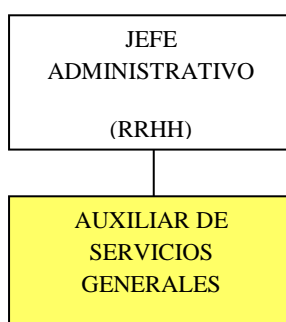 JEFE
ADMINISTRATIVO
(RRHH)
AUXILIAR DE
SERVICIOS
GENERALES